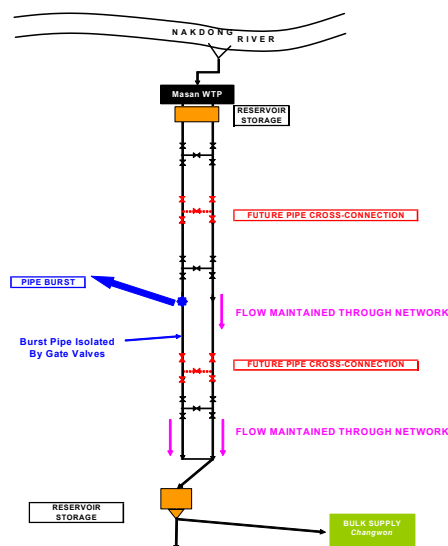 NAKDONG
RIVER
Masan WTP
RESERVOIR
STORAGE
FUTURE PIPE CROSS-CONNECTION
PIPE BURST
FLOW MAINTAINED THROUGH NETWORK
Burst Pipe Isolated
By Gate Valves
FUTURE PIPE CROSS-CONNECTION
FLOW MAINTAINED THROUGH NETWORK
RESERVOIR
STORAGE
BULK SUPPLY
Changwon